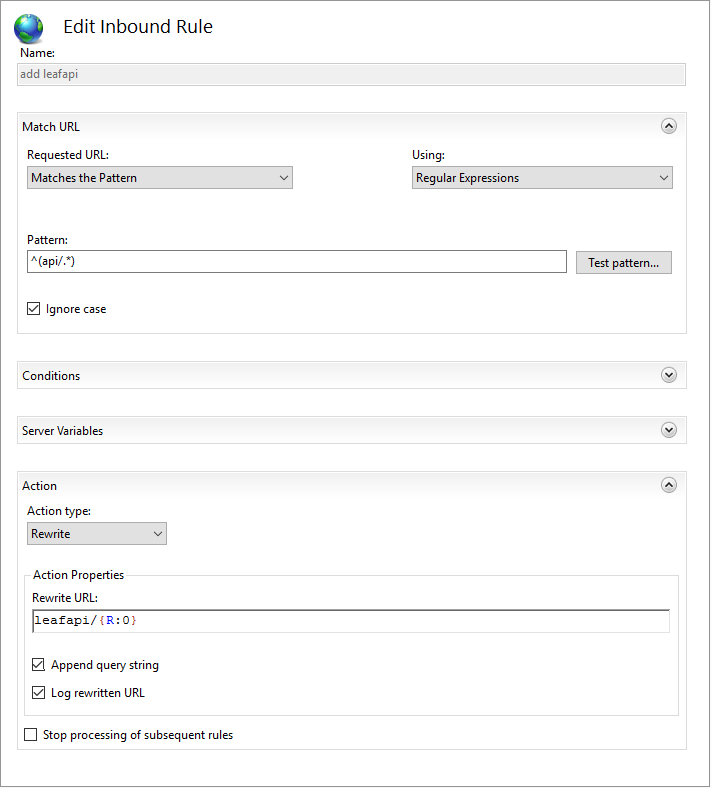 Edit Inbound Rule
Name:
add leafapi
Match URL
Requested URL:
Using:
Matches the Pattern
Regular Expressions
Pattern:
^(api/.*)
Test pattern...
Ignore case
Conditions
Server Variables
Action
Action type:
Rewrite
Action Properties
Rewrite URL:
leafapi/{R:0}
Append query string
Log rewritten URL
Stop processing of subsequent rules